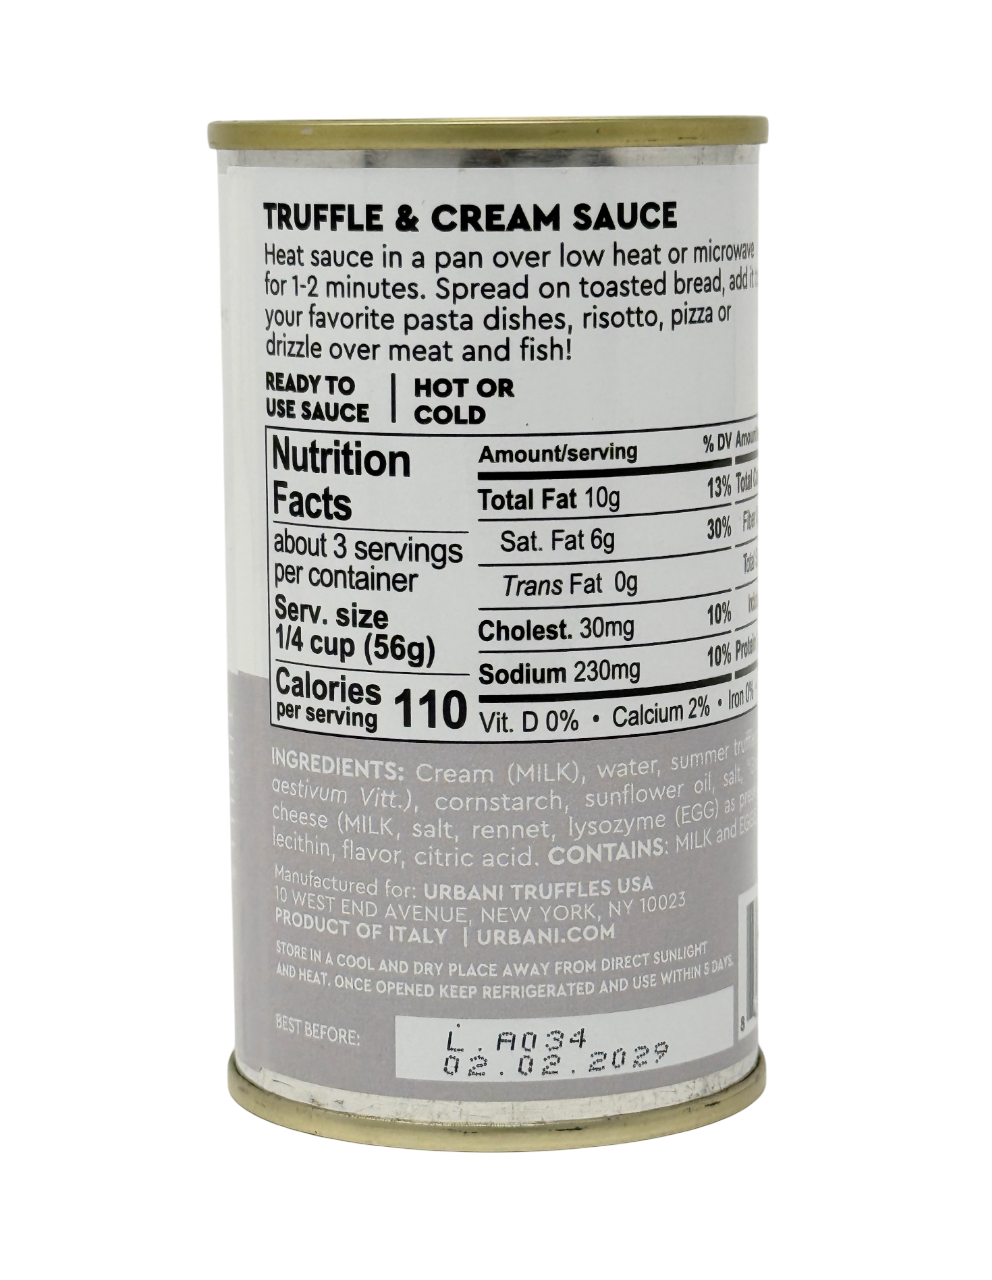 TRUFFLE & CREAM SAUCE
Heat sauce in a pan over low heat or microwave
for 1-2 minutes. Spread on toasted bread, add it
your favorite pasta dishes, risotto, pizza or
drizzle over meat and fish!
READY TO
USE SAUCE
HOT OR
COLD
Nutrition
Facts
about 3 servings
per container
Serv. size
1/4 cup (56g)
Calories
per serving 110
Amount/serving % DV
Total Fat 10g 13% Total
Sat. Fat 6g 30%
Trans Fat 0g
Cholest. 30mg 10%
Sodium 230mg 10% Protein
Vit. D 0% • Calcium 2% • Iron 0%
INGREDIENTS: Cream (MILK), water, summer
aestivum Vitt.), cornstarch, sunflower oil, salt,
cheese (MILK, salt, rennet, lysozyme (EGG) as
lecithin, flavor, citric acid. CONTAINS: MILK and
Manufactured for: URBANI TRUFFLES USA
10 WEST END AVENUE, NEW YORK, NY 10023
PRODUCT OF ITALY | URBANI.COM
STORE IN A COOL AND DRY PLACE AWAY FROM DIRECT SUNLIGHT
AND HEAT. ONCE OPENED KEEP REFRIGERATED AND USE WITHIN 5 DAYS.
BEST BEFORE:
L. A034
02.02.2029
8